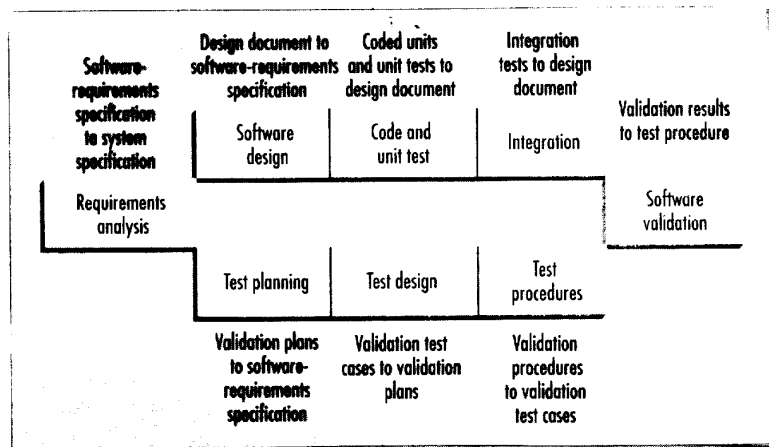 Software-
requirements
specification
to system
specification
Requirements
analysis
Design document to
software-requirements
specification
Software
design
Coded units
and unit tests to
design document
Code and
unit test
Integration
tests to design
document
Integration
Validation results
to test procedure
Software
validation
Test planning
Validation plans
to software-
requirements
specification
Test design
Validation test
cases to validation
plans
Test
procedures
Validation
procedures
to validation
test cases